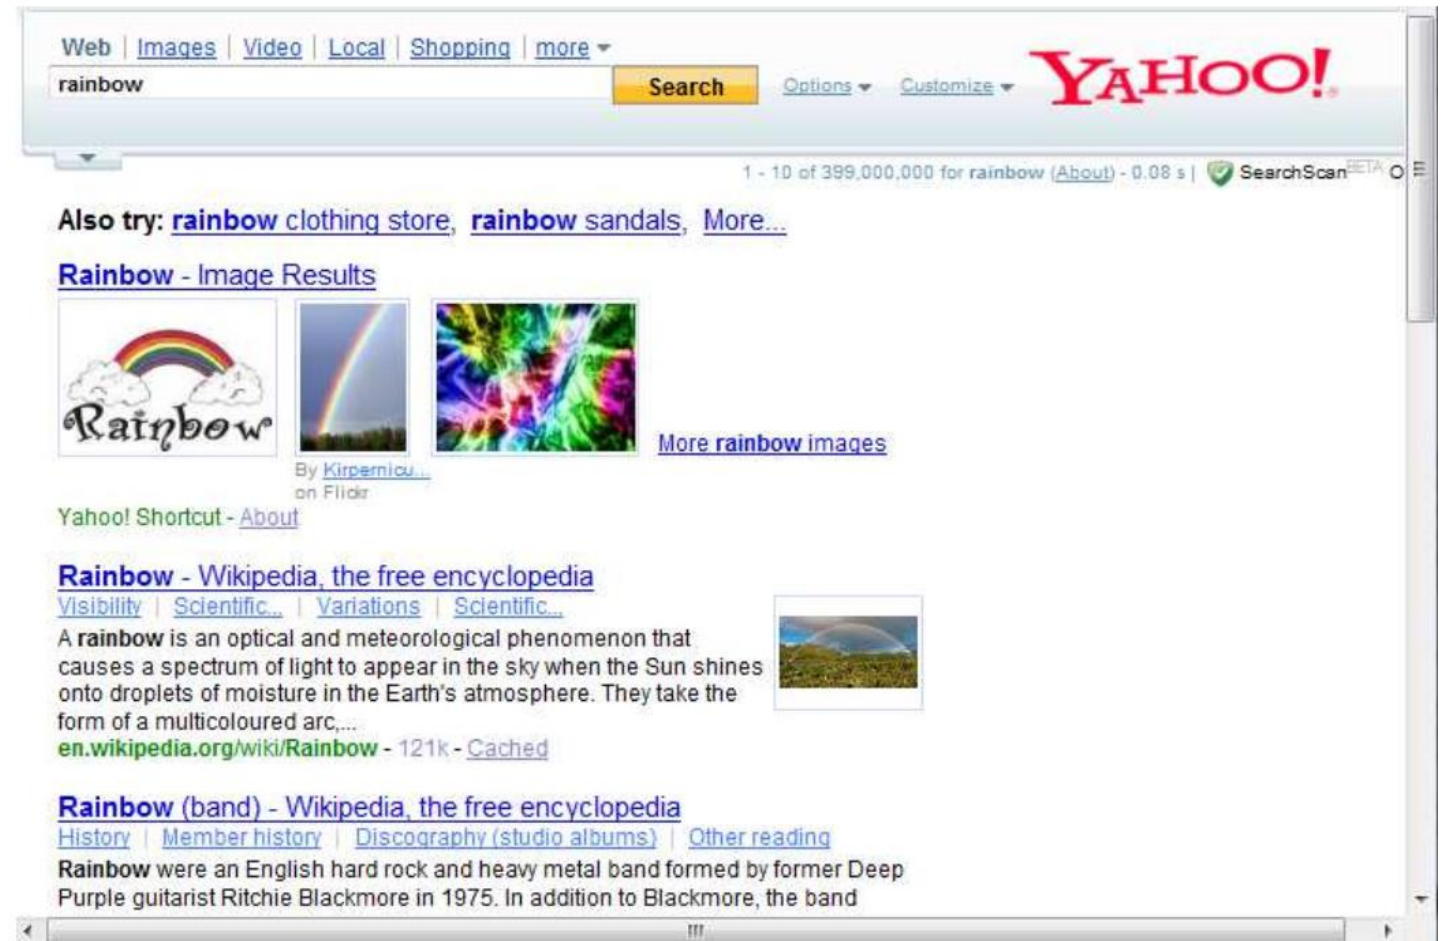 Web | Images | Video | Local | Shopping | more
rainbow
Search
Options
Customize
YAHOO!
1 - 10 of 399,000,000 for rainbow (About) - 0.08 s | SearchScan BETA O
Also try: rainbow clothing store, rainbow sandals, More...
Rainbow - Image Results
Rainbow
More rainbow images
By Kirpernicu...
on Flickr
Yahoo! Shortcut - About
Rainbow - Wikipedia, the free encyclopedia
Visibility | Scientific... | Variations | Scientific...
A rainbow is an optical and meteorological phenomenon that
causes a spectrum of light to appear in the sky when the Sun shines
onto droplets of moisture in the Earth's atmosphere. They take the
form of a multicoloured arc,...
en.wikipedia.org/wiki/Rainbow - 121k - Cached
Rainbow (band) - Wikipedia, the free encyclopedia
History | Member history | Discography (studio albums) | Other reading
Rainbow were an English hard rock and heavy metal band formed by former Deep
Purple guitarist Ritchie Blackmore in 1975. In addition to Blackmore, the band